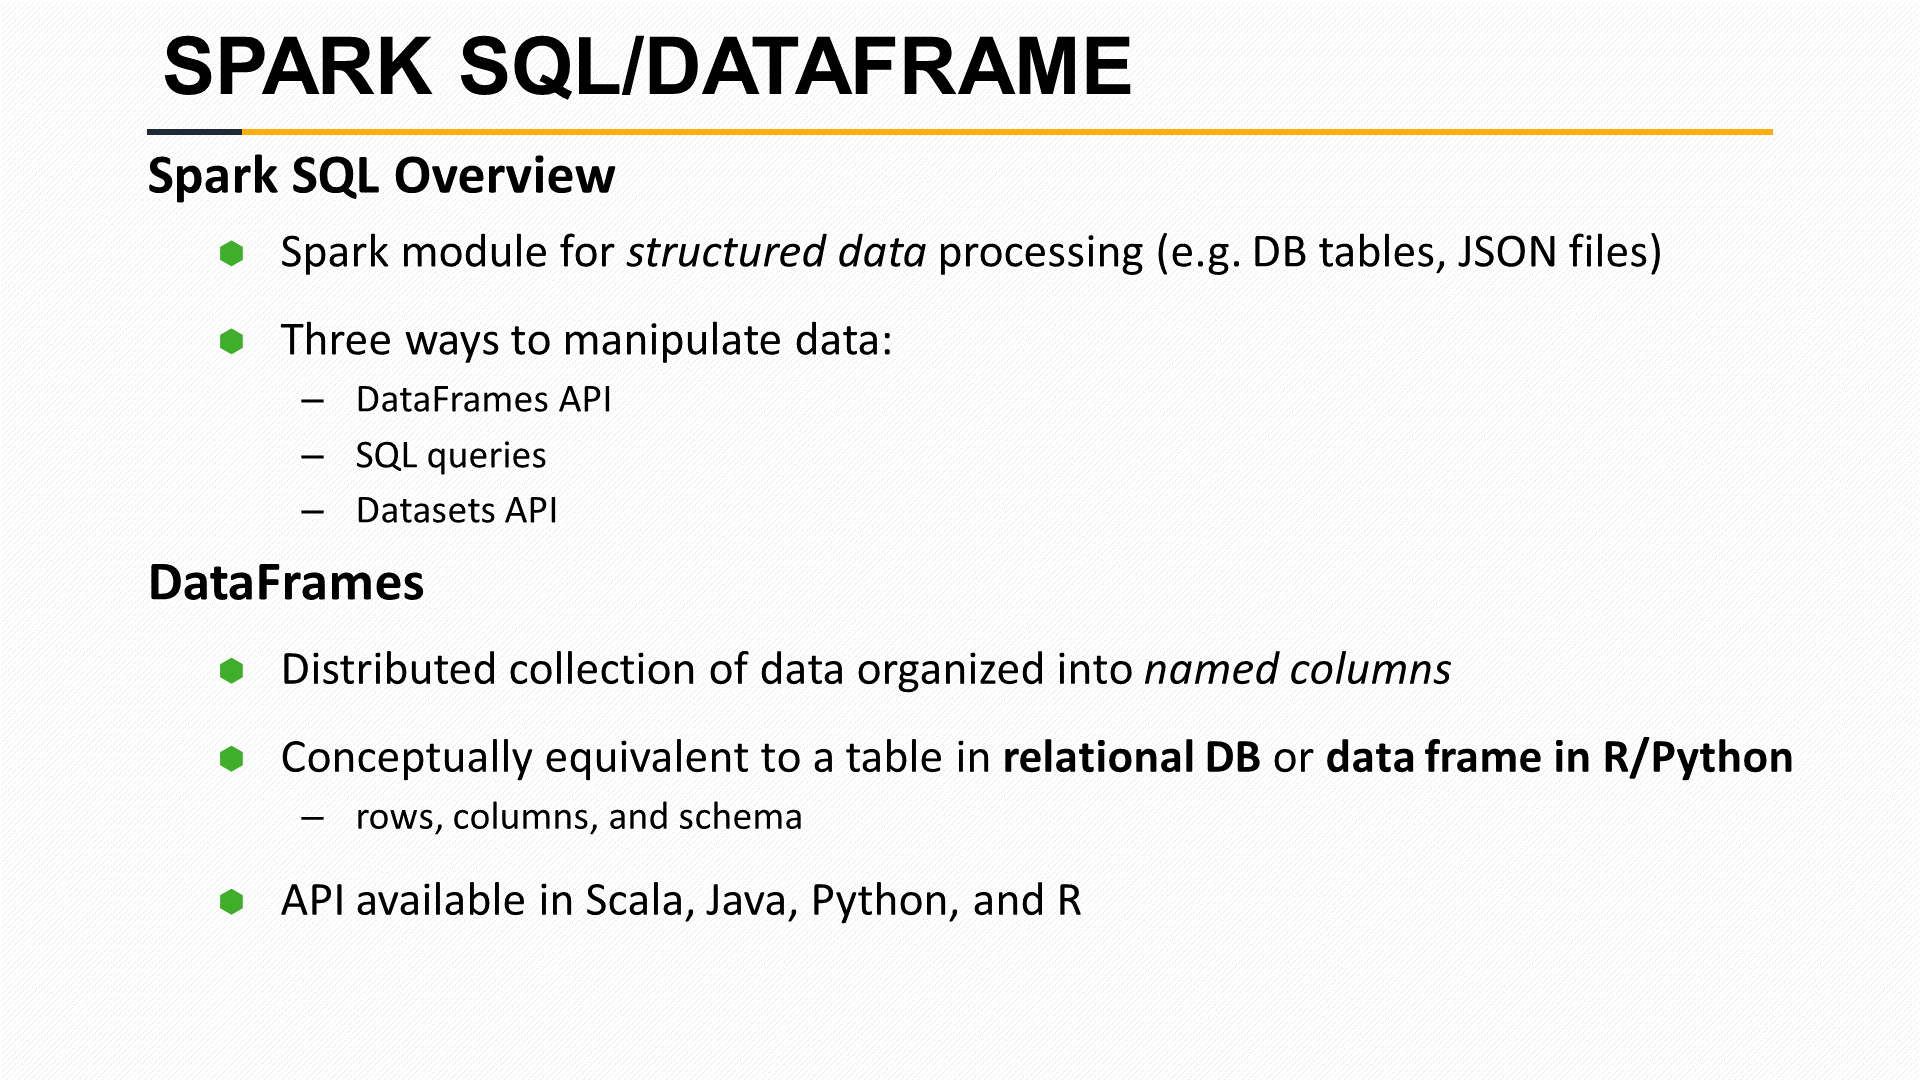 SPARK SQL/DATAFRAME
Spark SQL Overview
Spark module for structured data processing (e.g. DB tables, JSON files)
Three ways to manipulate data:
– DataFrames API
– SQL queries
– Datasets API
DataFrames
Distributed collection of data organized into named columns
Conceptually equivalent to a table in relational DB or data frame in R/Python
– rows, columns, and schema
API available in Scala, Java, Python, and R